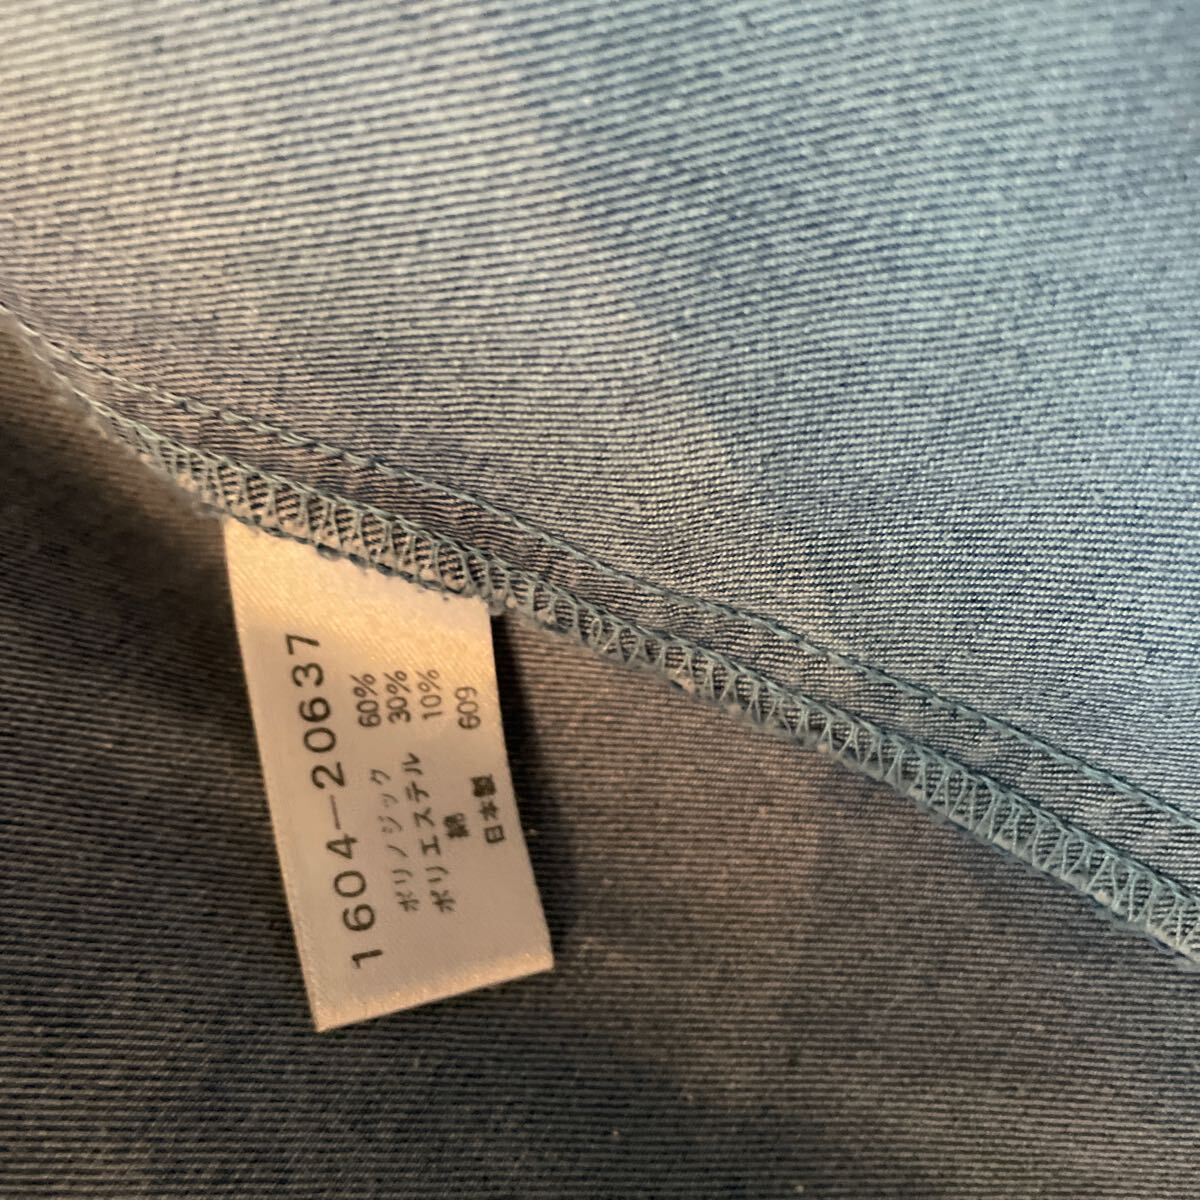 1604-20637
ポリノジック 60%
ポリエステル 30%
綿 10%
日本製 609